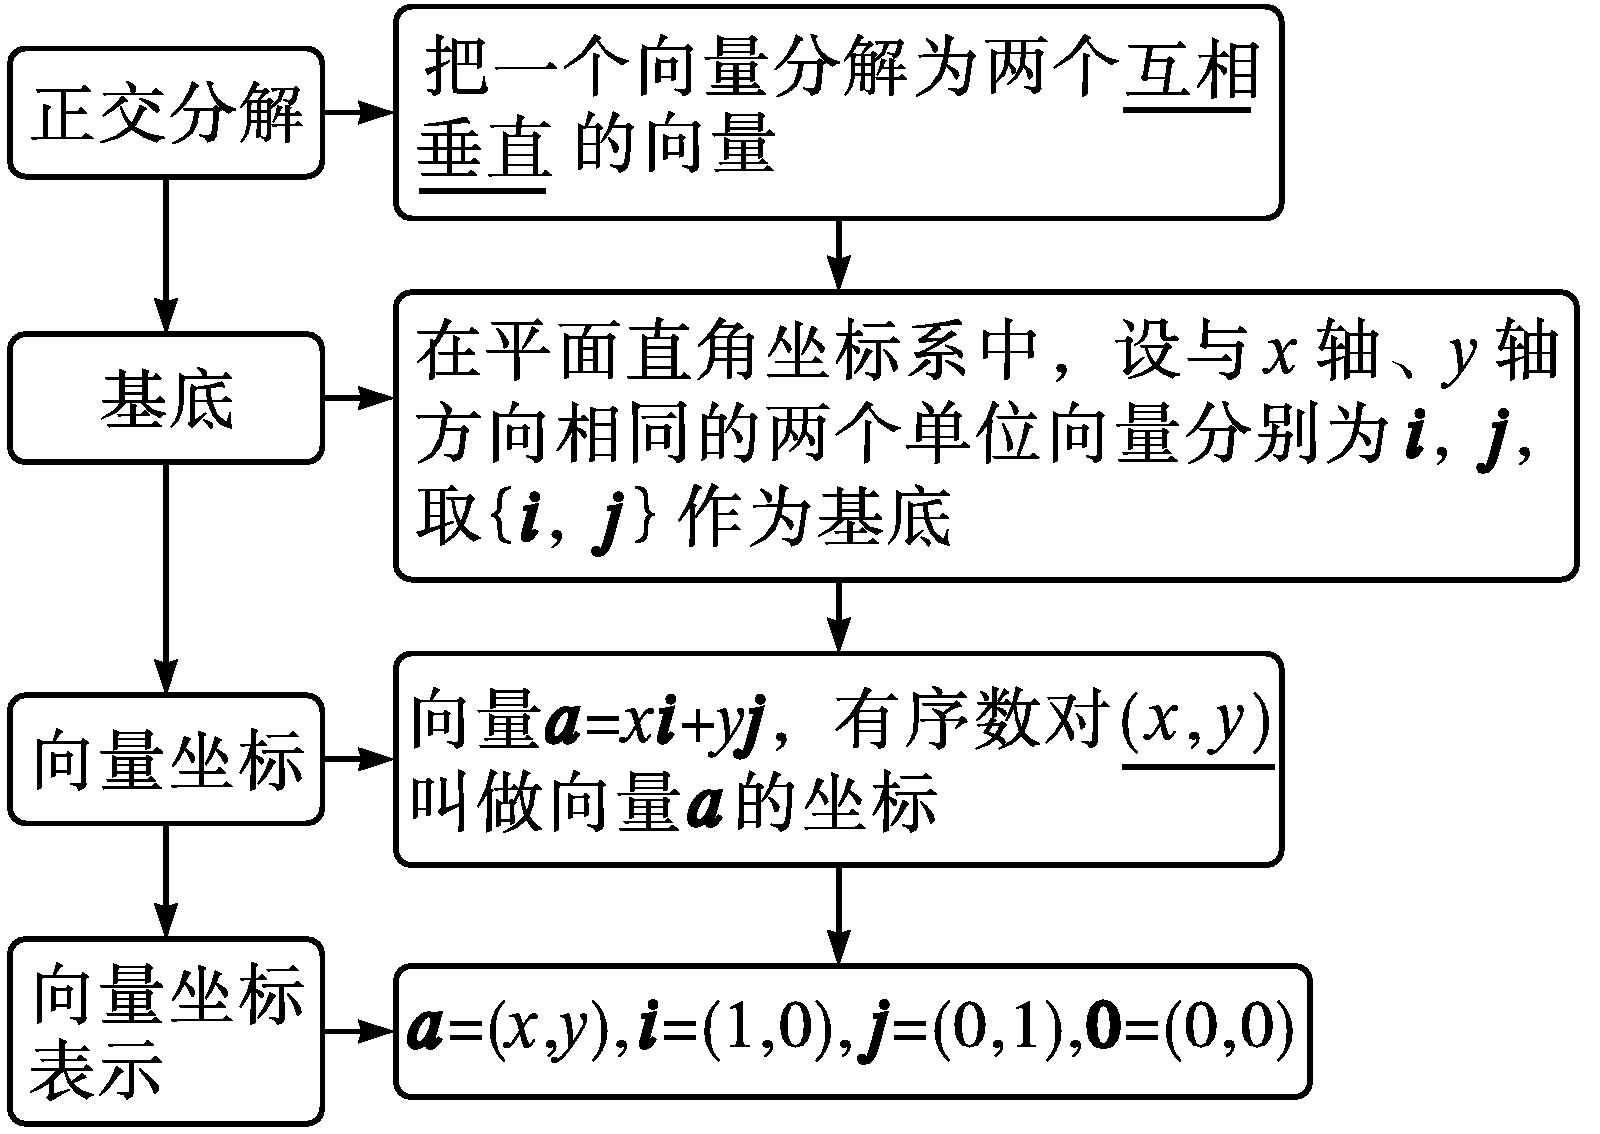 正交分解
把一个向量分解为两个互相
垂直的向量
基底
在平面直角坐标系中，设与 x 轴、y 轴
方向相同的两个单位向量分别为 i，j，
取{i，j}作为基底
向量坐标
向量a=xi+yj，有序数对(x,y)
叫做向量a的坐标
向量坐标
表示
a=(x,y),i=(1,0),j=(0,1),0=(0,0)